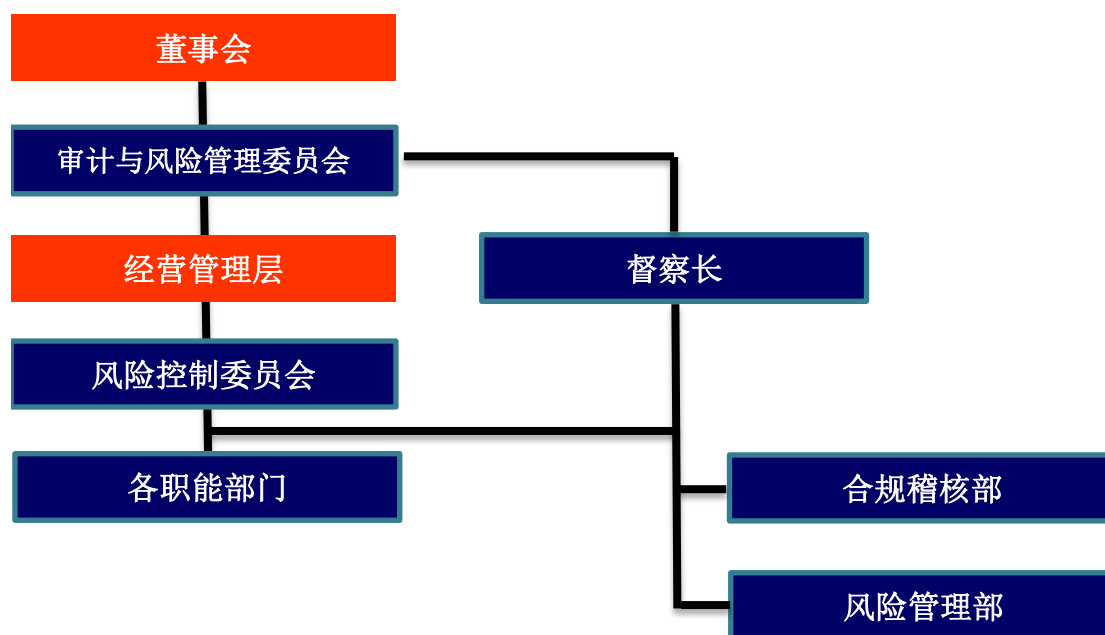 董事会
审计与风险管理委员会
经营管理层
督察长
风险控制委员会
各职能部门
合规稽核部
风险管理部